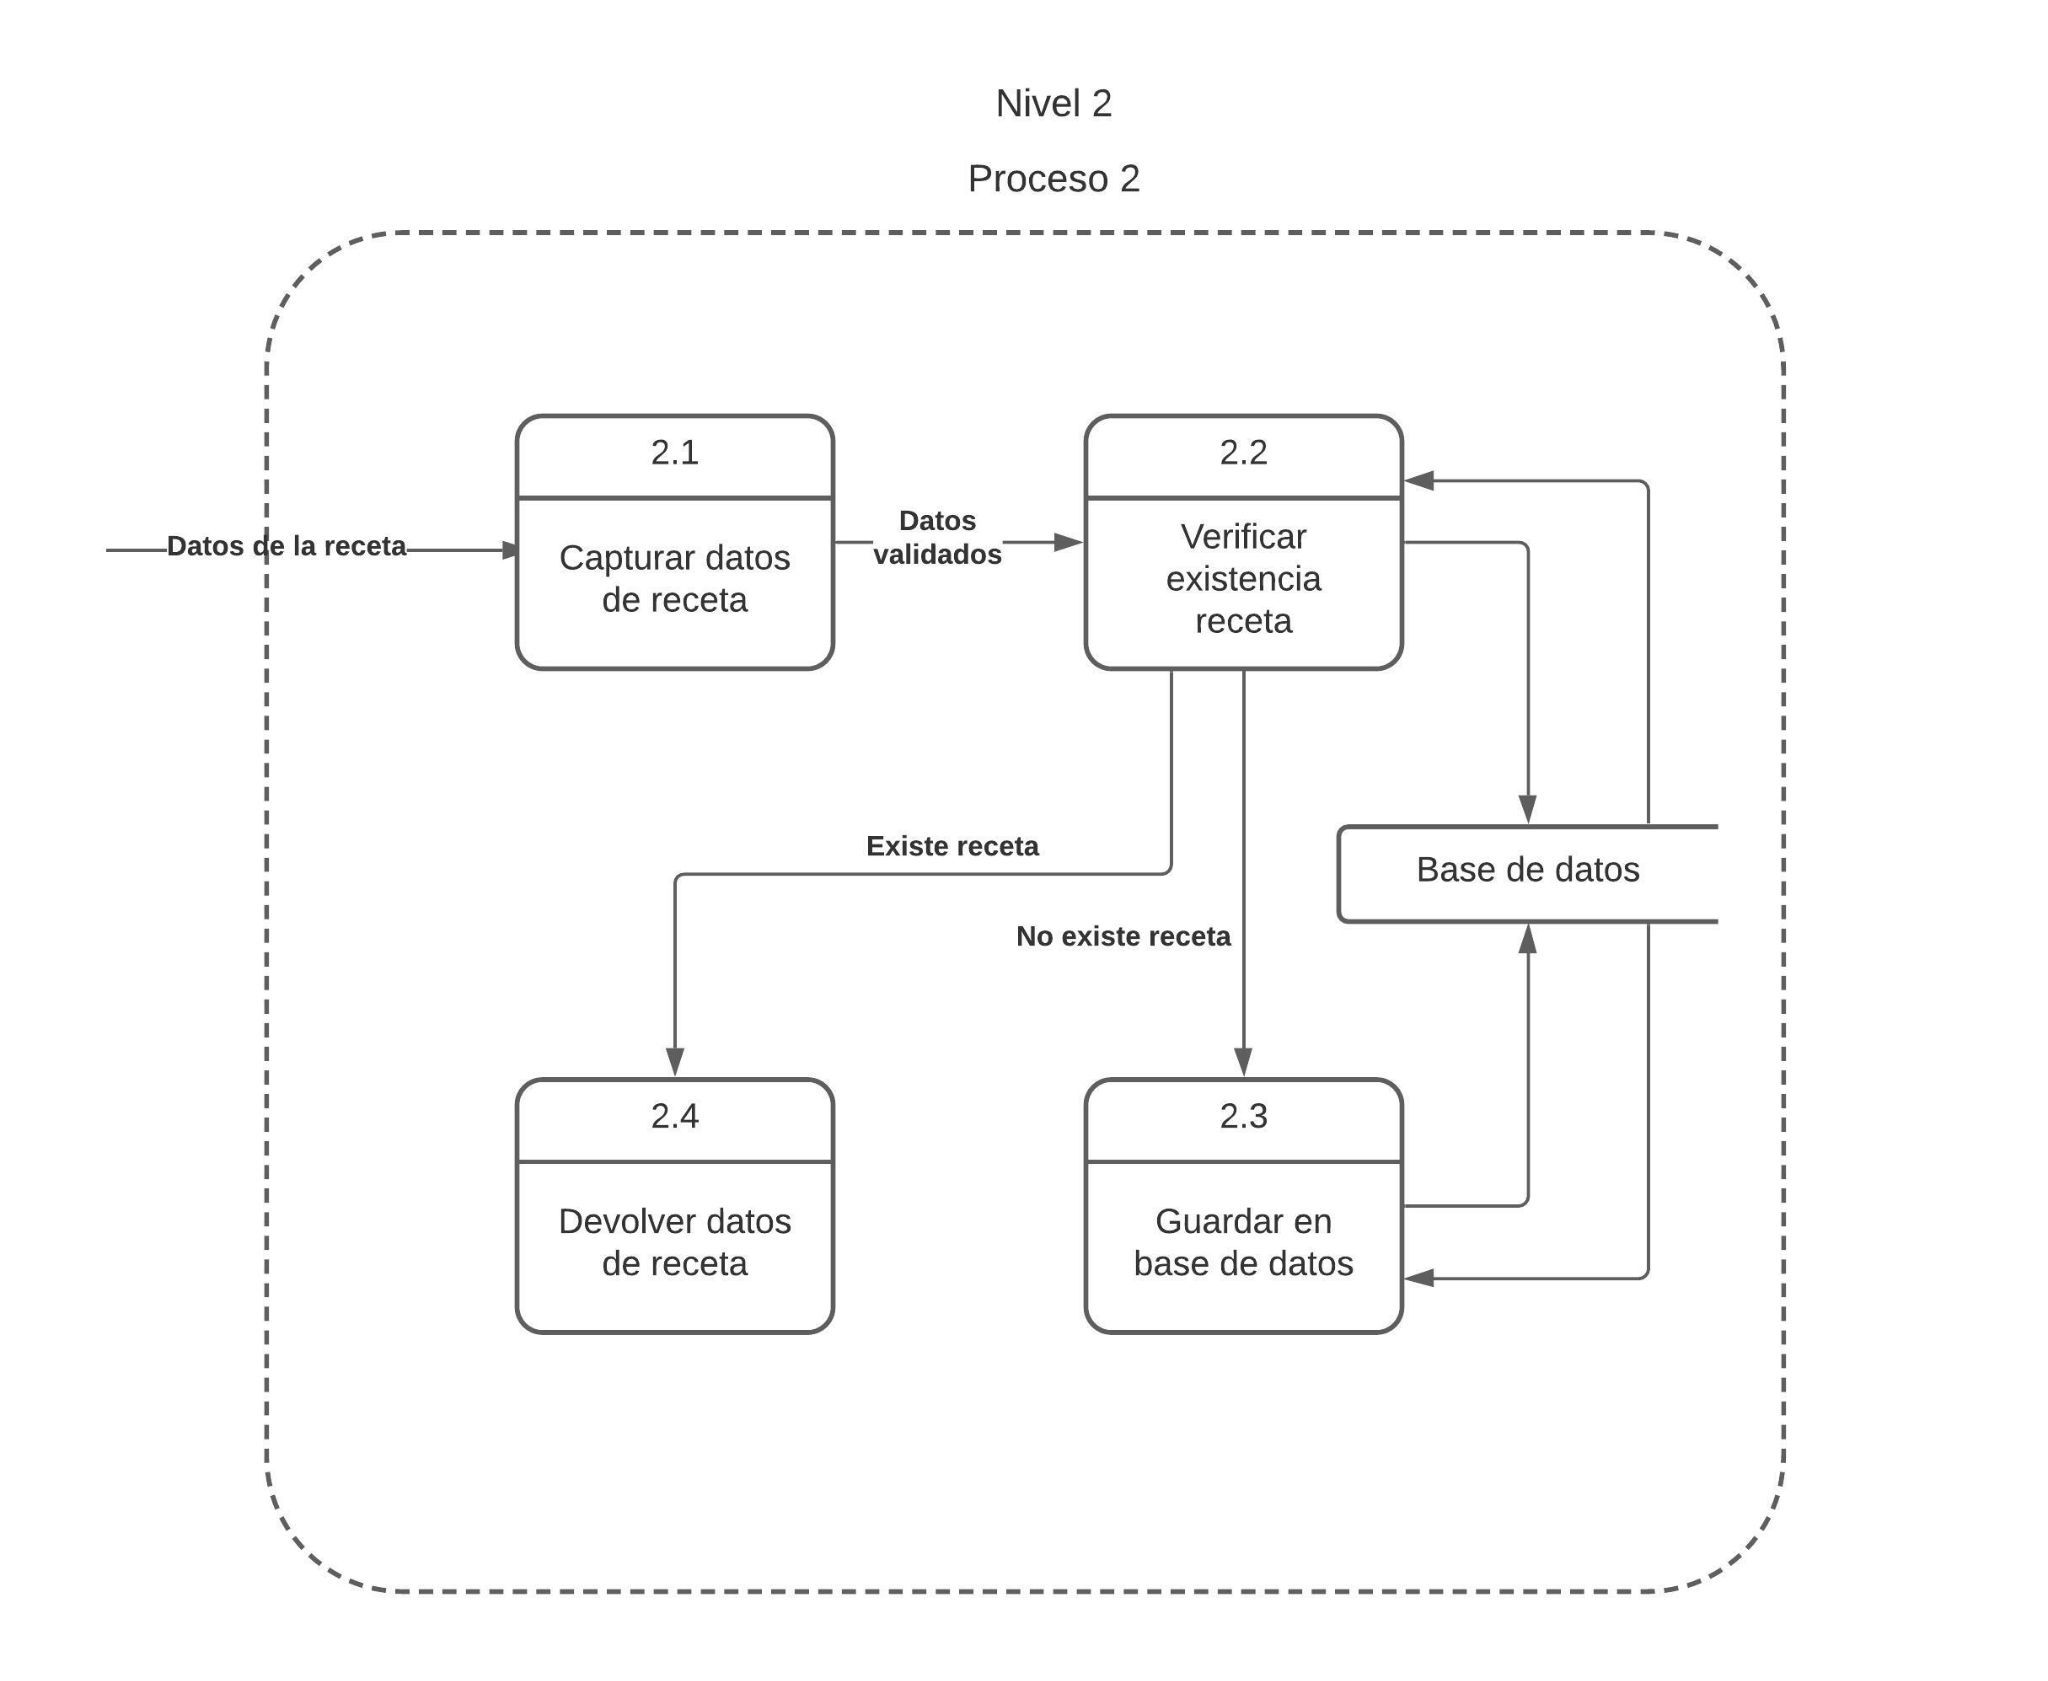 Nivel 2
Proceso 2
2.1
2.2
Datos de la receta
Capturar datos
de receta
Datos
validados
Verificar
existencia
receta
Existe receta
Base de datos
No existe receta
2.4
2.3
Devolver datos
de receta
Guardar en
base de datos